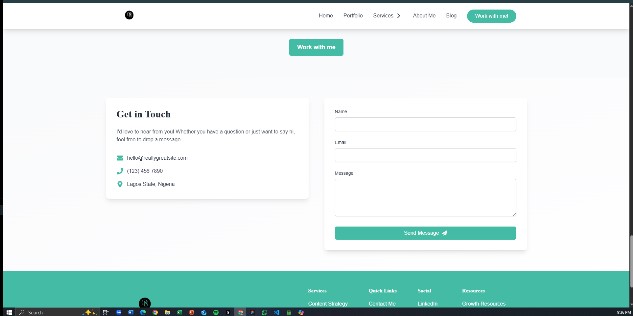 Home Portfolio Services About Me Blog Work with me!
Work with me
Get in Touch
I'd love to hear from you! Whether you have a question or just want to say hi,
feel free to drop a message.
hello@reallygreatsite.com
(123) 456-7890
Lagos State, Nigeria
Name
Email
Message
Send Message
Services Quick Links Social Resources
Content Strategy Contact Me LinkedIn Growth Resources
Search